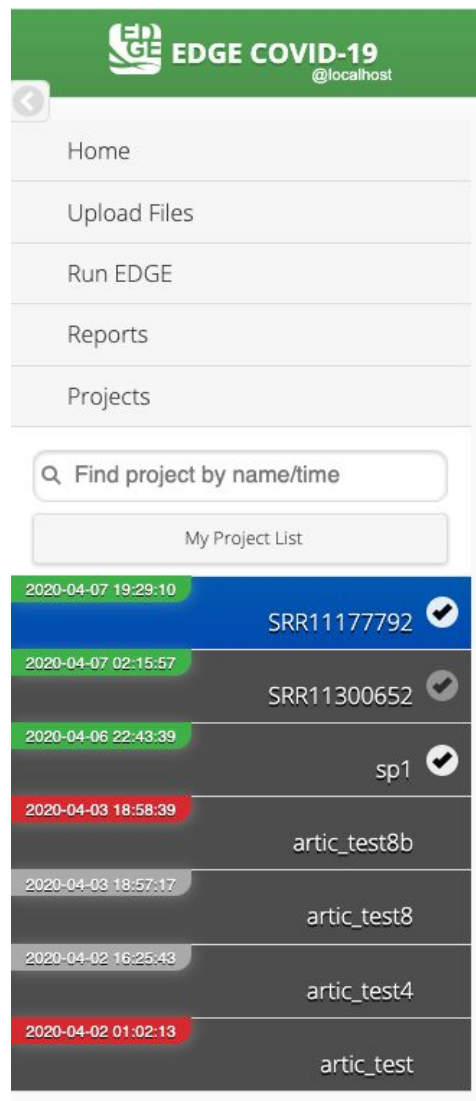 EDGE EDGE COVID-19
@localhost
Home
Upload Files
Run EDGE
Reports
Projects
Find project by name/time
My Project List
2020-04-07 19:29:10
SRR11177792
2020-04-07 02:15:57
SRR11300652
2020-04-06 22:43:39
sp1
2020-04-03 18:58:39
artic_test8b
2020-04-03 18:57:17
artic_test8
2020-04-02 16:25:43
artic_test4
2020-04-02 01:02:13
artic_test